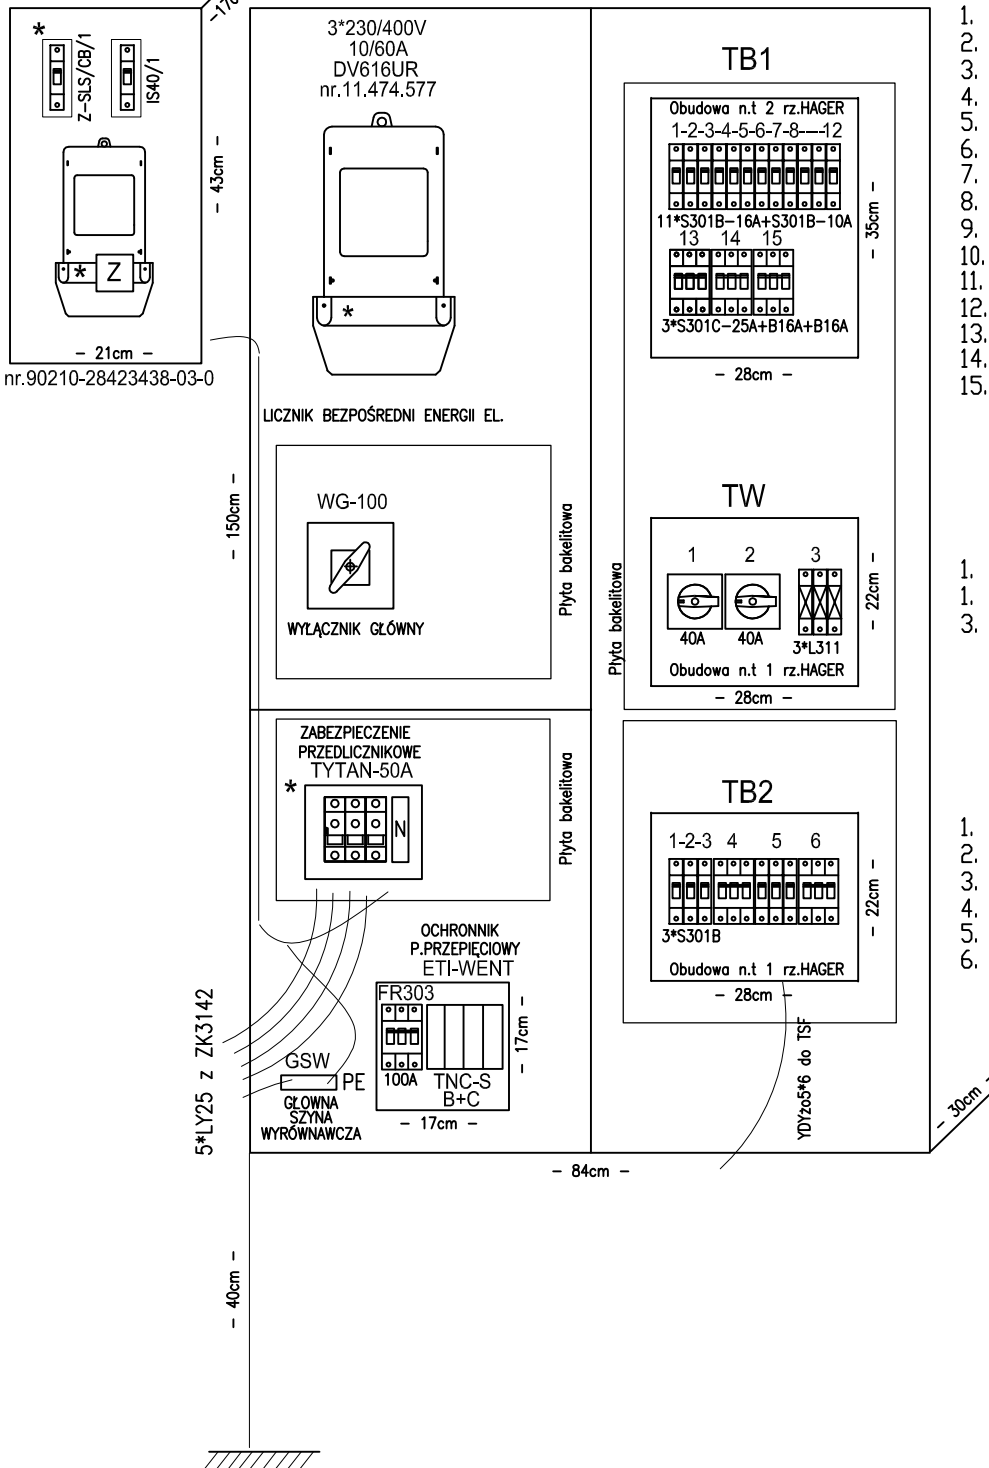 *
Z-SLS/CB/1
IS40/1
* Z
- 21cm -
nr.90210-28423438-03-0
- 43cm -
- 150cm -
- 40cm -
3*230/400V
10/60A
DV616UR
nr.11.474.577
*
LICZNIK BEZPOŚREDNI ENERGII EL.
WG-100
WYŁĄCZNIK GŁÓWNY
Płyta bakelitowa
ZABEZPIECZENIE
PRZEDLICZNIKOWE
TYTAN-50A
*
N
Płyta bakelitowa
OCHRONNIK
P.PRZEPIĘCIOWY
ETI-WENT
FR303
100A
TNC-S
B+C
- 17cm -
- 17cm -
GSW
PE
GŁOWNA
SZYNA
WYRÓWNAWCZA
5*LY25 z ZK3142
- 84cm -
- 30cm -
TB1
Obudowa n.t 2 rz.HAGER
1-2-3-4-5-6-7-8----12
11*S301B-16A+S301B-10A
13 14 15
3*S301C-25A+B16A+B16A
- 35cm -
- 28cm -
TW
1 2 3
40A 40A 3*L311
Obudowa n.t 1 rz.HAGER
- 22cm -
- 28cm -
Płyta bakelitowa
TB2
1-2-3 4 5 6
3*S301B
Obudowa n.t 1 rz.HAGER
- 22cm -
- 28cm -
YDYżo5*6 do TSF
1.
2.
3.
4.
5.
6.
7.
8.
9.
10.
11.
12.
13.
14.
15.
1.
1.
3.
1.
2.
3.
4.
5.
6.